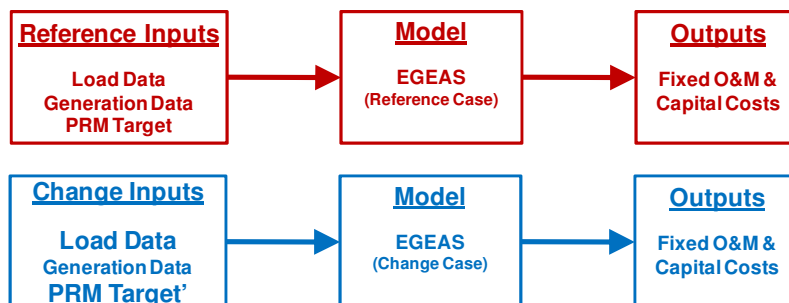 Reference Inputs
Load Data
Generation Data
PRM Target
Model
EGEAS
(Reference Case)
Outputs
Fixed O&M &
Capital Costs
Change Inputs
Load Data
Generation Data
PRM Target'
Model
EGEAS
(Change Case)
Outputs
Fixed O&M &
Capital Costs